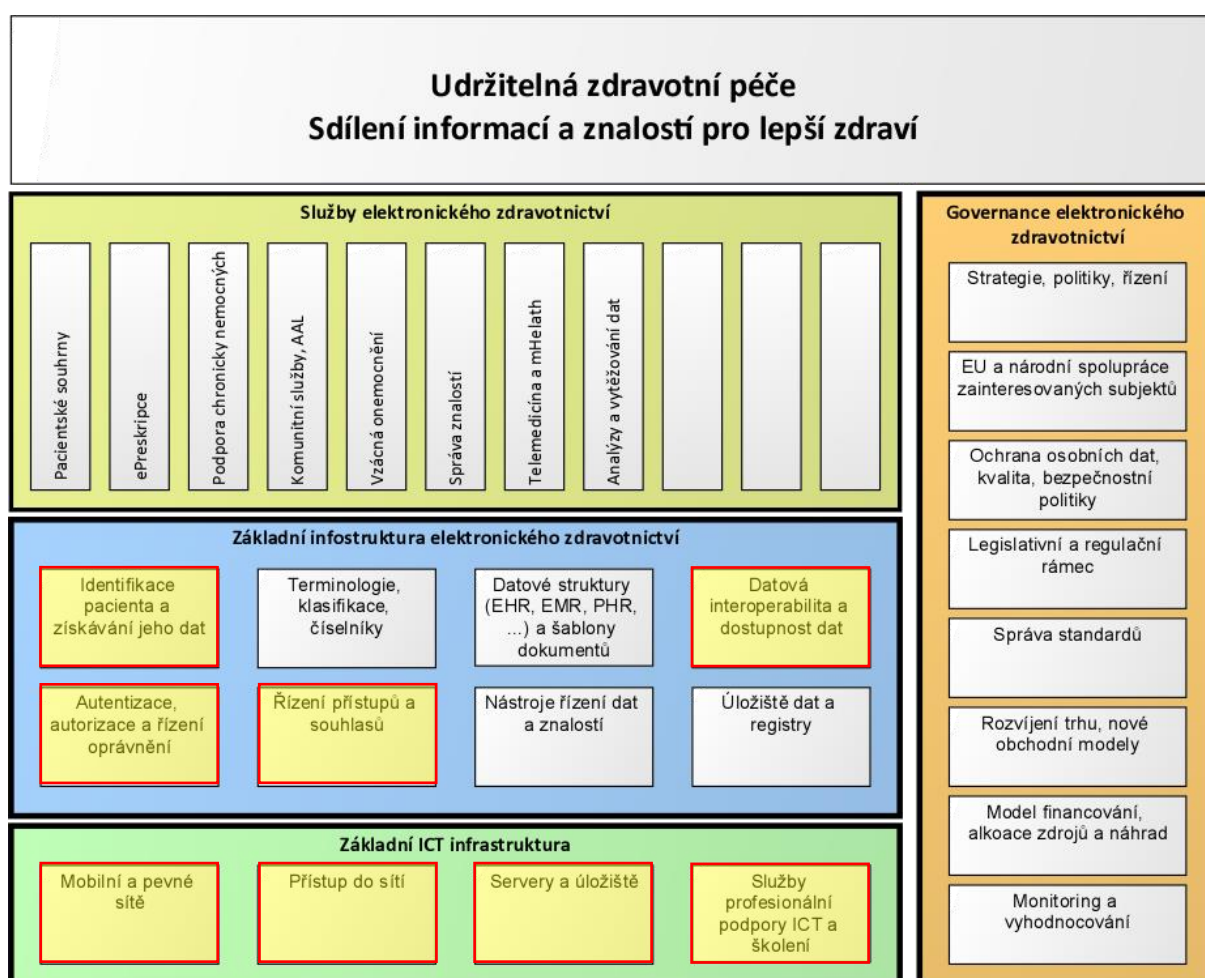 Udržitelná zdravotní péče
Sdílení informací a znalostí pro lepší zdraví
Služby elektronického zdravotnictví
Pacientské souhrny
ePreskripce
Podpora chronicky nemocných
Komunitní služby, AAL
Vzácná onemocnění
Správa znalostí
Telemedicína a mHelath
Analýzy a vytěžování dat
Základní infostruktura elektronického zdravotnictví
Identifikace
pacienta a
získávání jeho dat
Terminologie,
klasifikace,
číselníky
Datové struktury
(EHR, EMR, PHR,
...) a šablony
dokumentů
Datová
interoperabilita a
dostupnost dat
Autentizace,
autorizace a řízení
oprávnění
Řízení přístupů a
souhlasů
Nástroje řízení dat
a znalostí
Úložiště dat a
registry
Základní ICT infrastruktura
Mobilní a pevné
sítě
Přístup do sítí
Servery a úložiště
Služby
profesionální
podpory ICT a
školení
Governance elektronického
zdravotnictví
Strategie, politiky, řízení
EU a národní spolupráce
zainteresovaných subjektů
Ochrana osobních dat,
kvalita, bezpečnostní
politiky
Legislativní a regulační
rámec
Správa standardů
Rozvíjení trhu, nové
obchodní modely
Model financování,
alkoace zdrojů a náhrad
Monitoring a
vyhodnocování